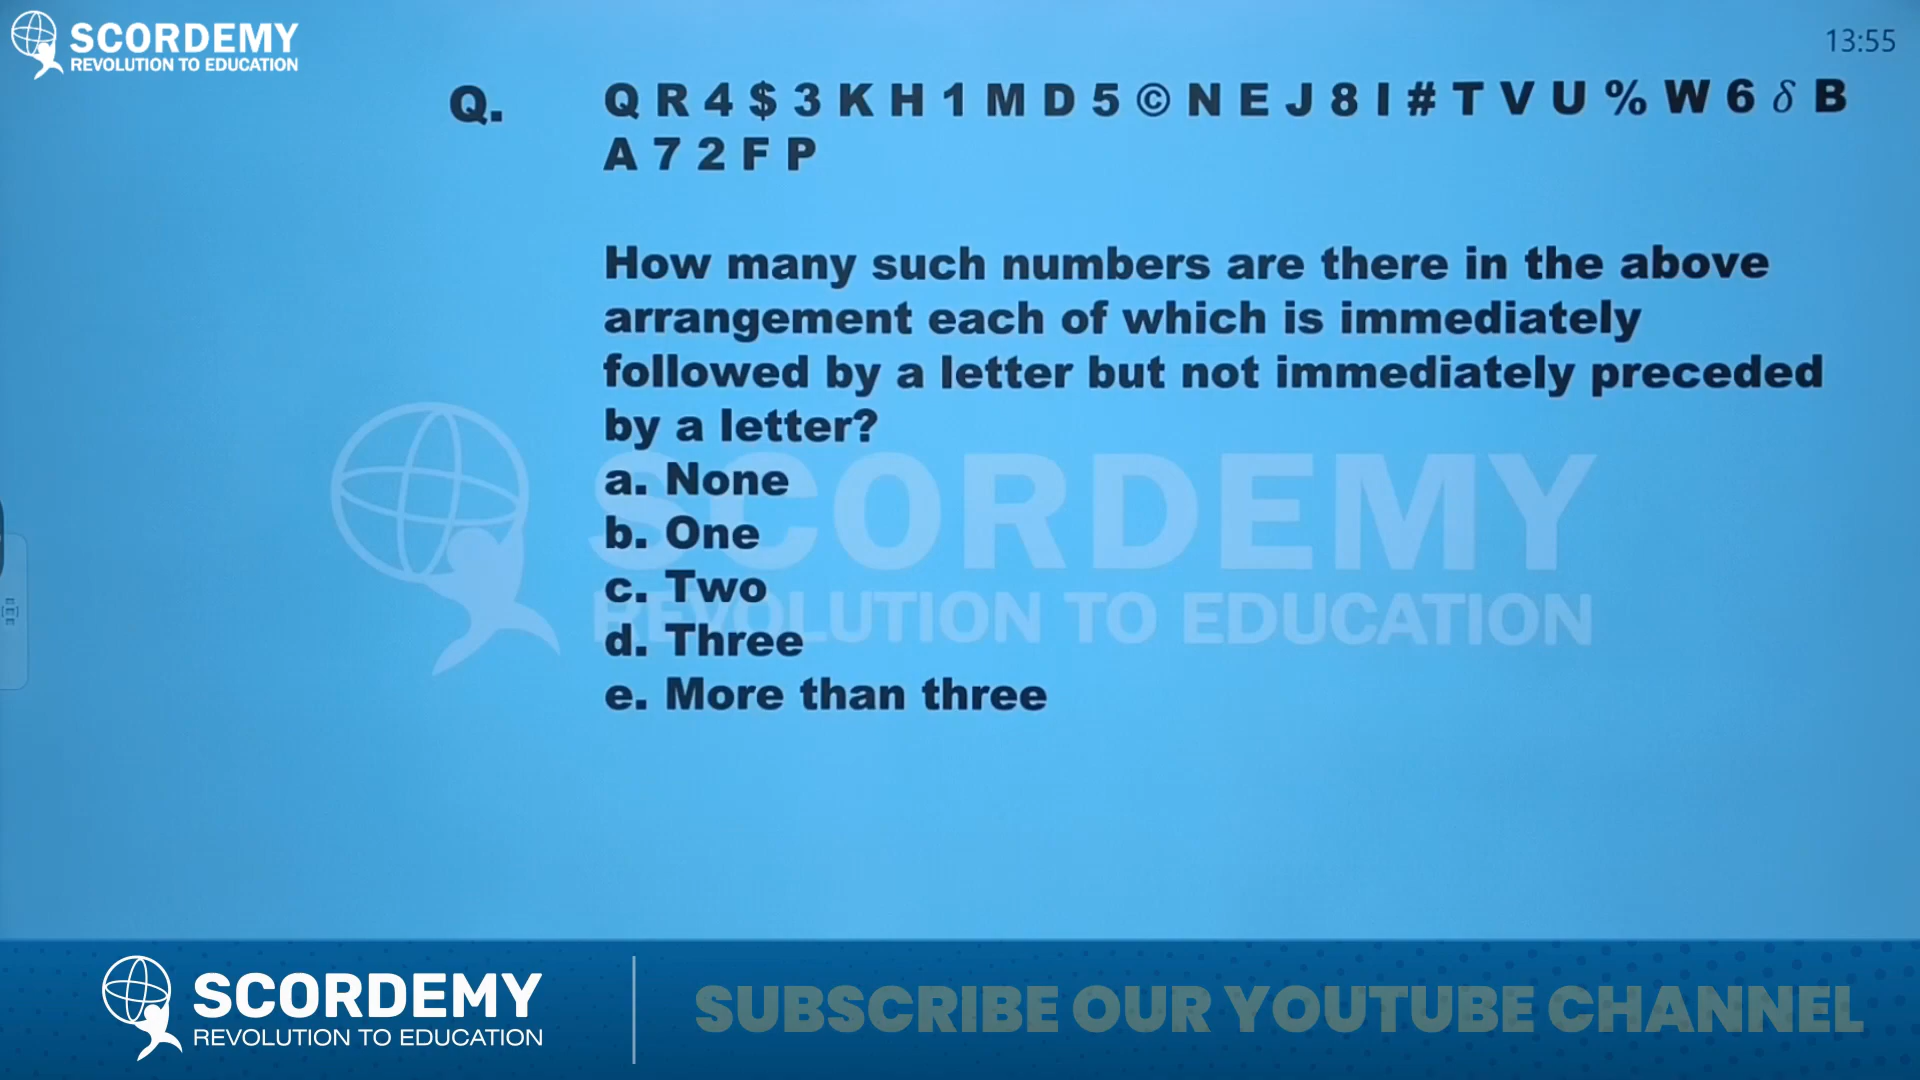 SCORDEMY
REVOLUTION TO EDUCATION
13:55
Q. Q R 4 $ 3 K H 1 M D 5 © N E J 8 I # T V U % W 6 δ B
A 7 2 F P
How many such numbers are there in the above
arrangement each of which is immediately
followed by a letter but not immediately preceded
by a letter?
a. None
b. One
c. Two
d. Three
e. More than three
SCORDEMY
REVOLUTION TO EDUCATION
SCORDEMY
REVOLUTION TO EDUCATION
SUBSCRIBE OUR YOUTUBE CHANNEL